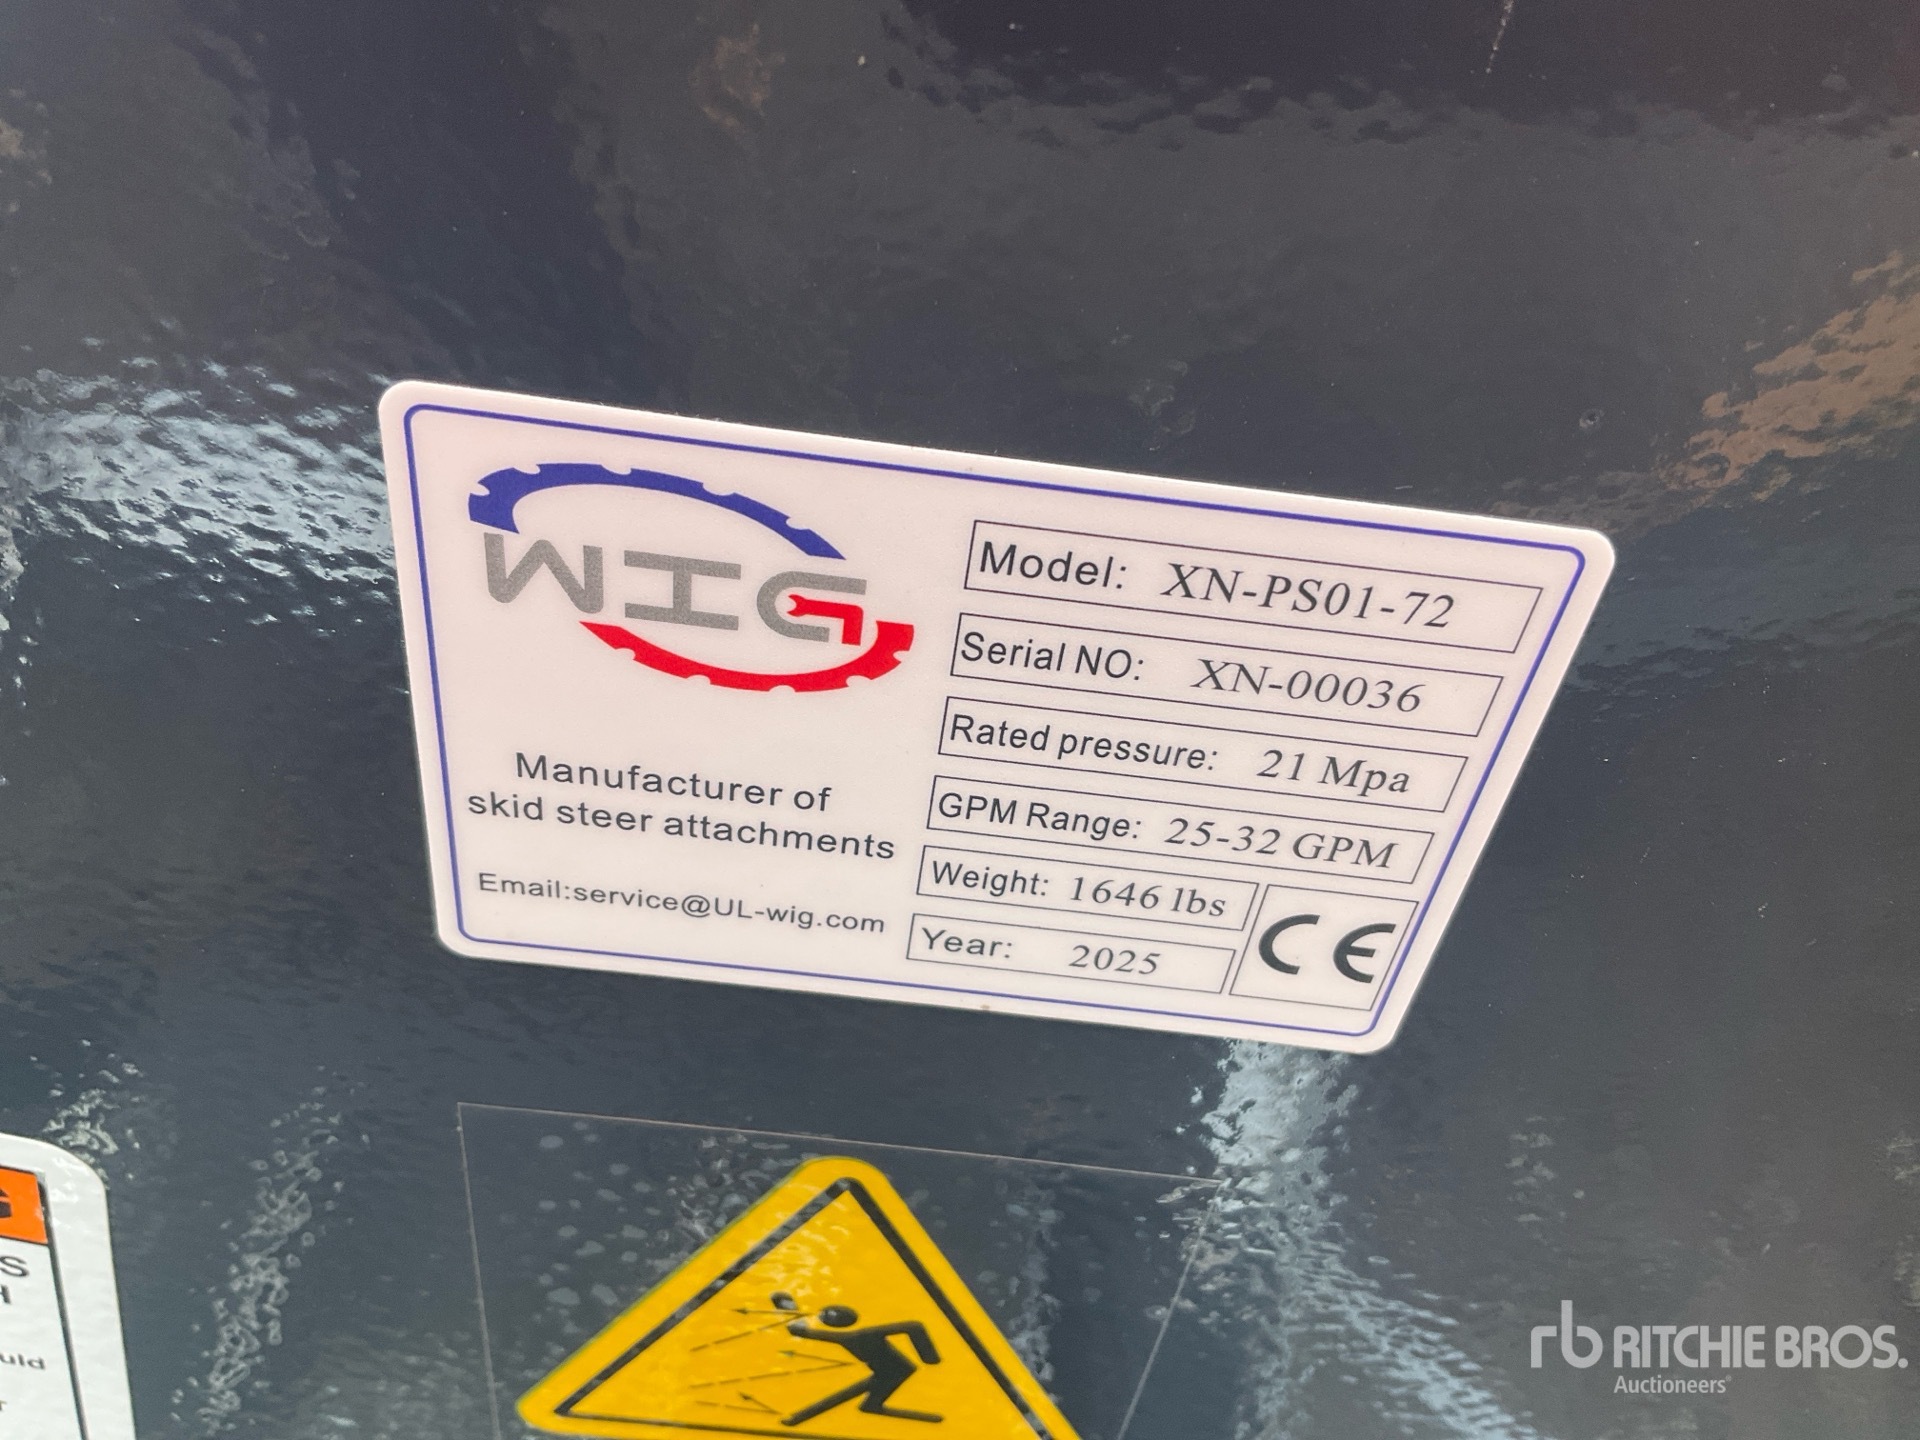 WIG
Manufacturer of
skid steer attachments
Email:service@UL-wig.com
Model: XN-PS01-72
Serial NO: XN-00036
Rated pressure: 21 Mpa
GPM Range: 25-32 GPM
Weight: 1646 lbs
Year: 2025
CE
rb RITCHIE BROS.
Auctioneers